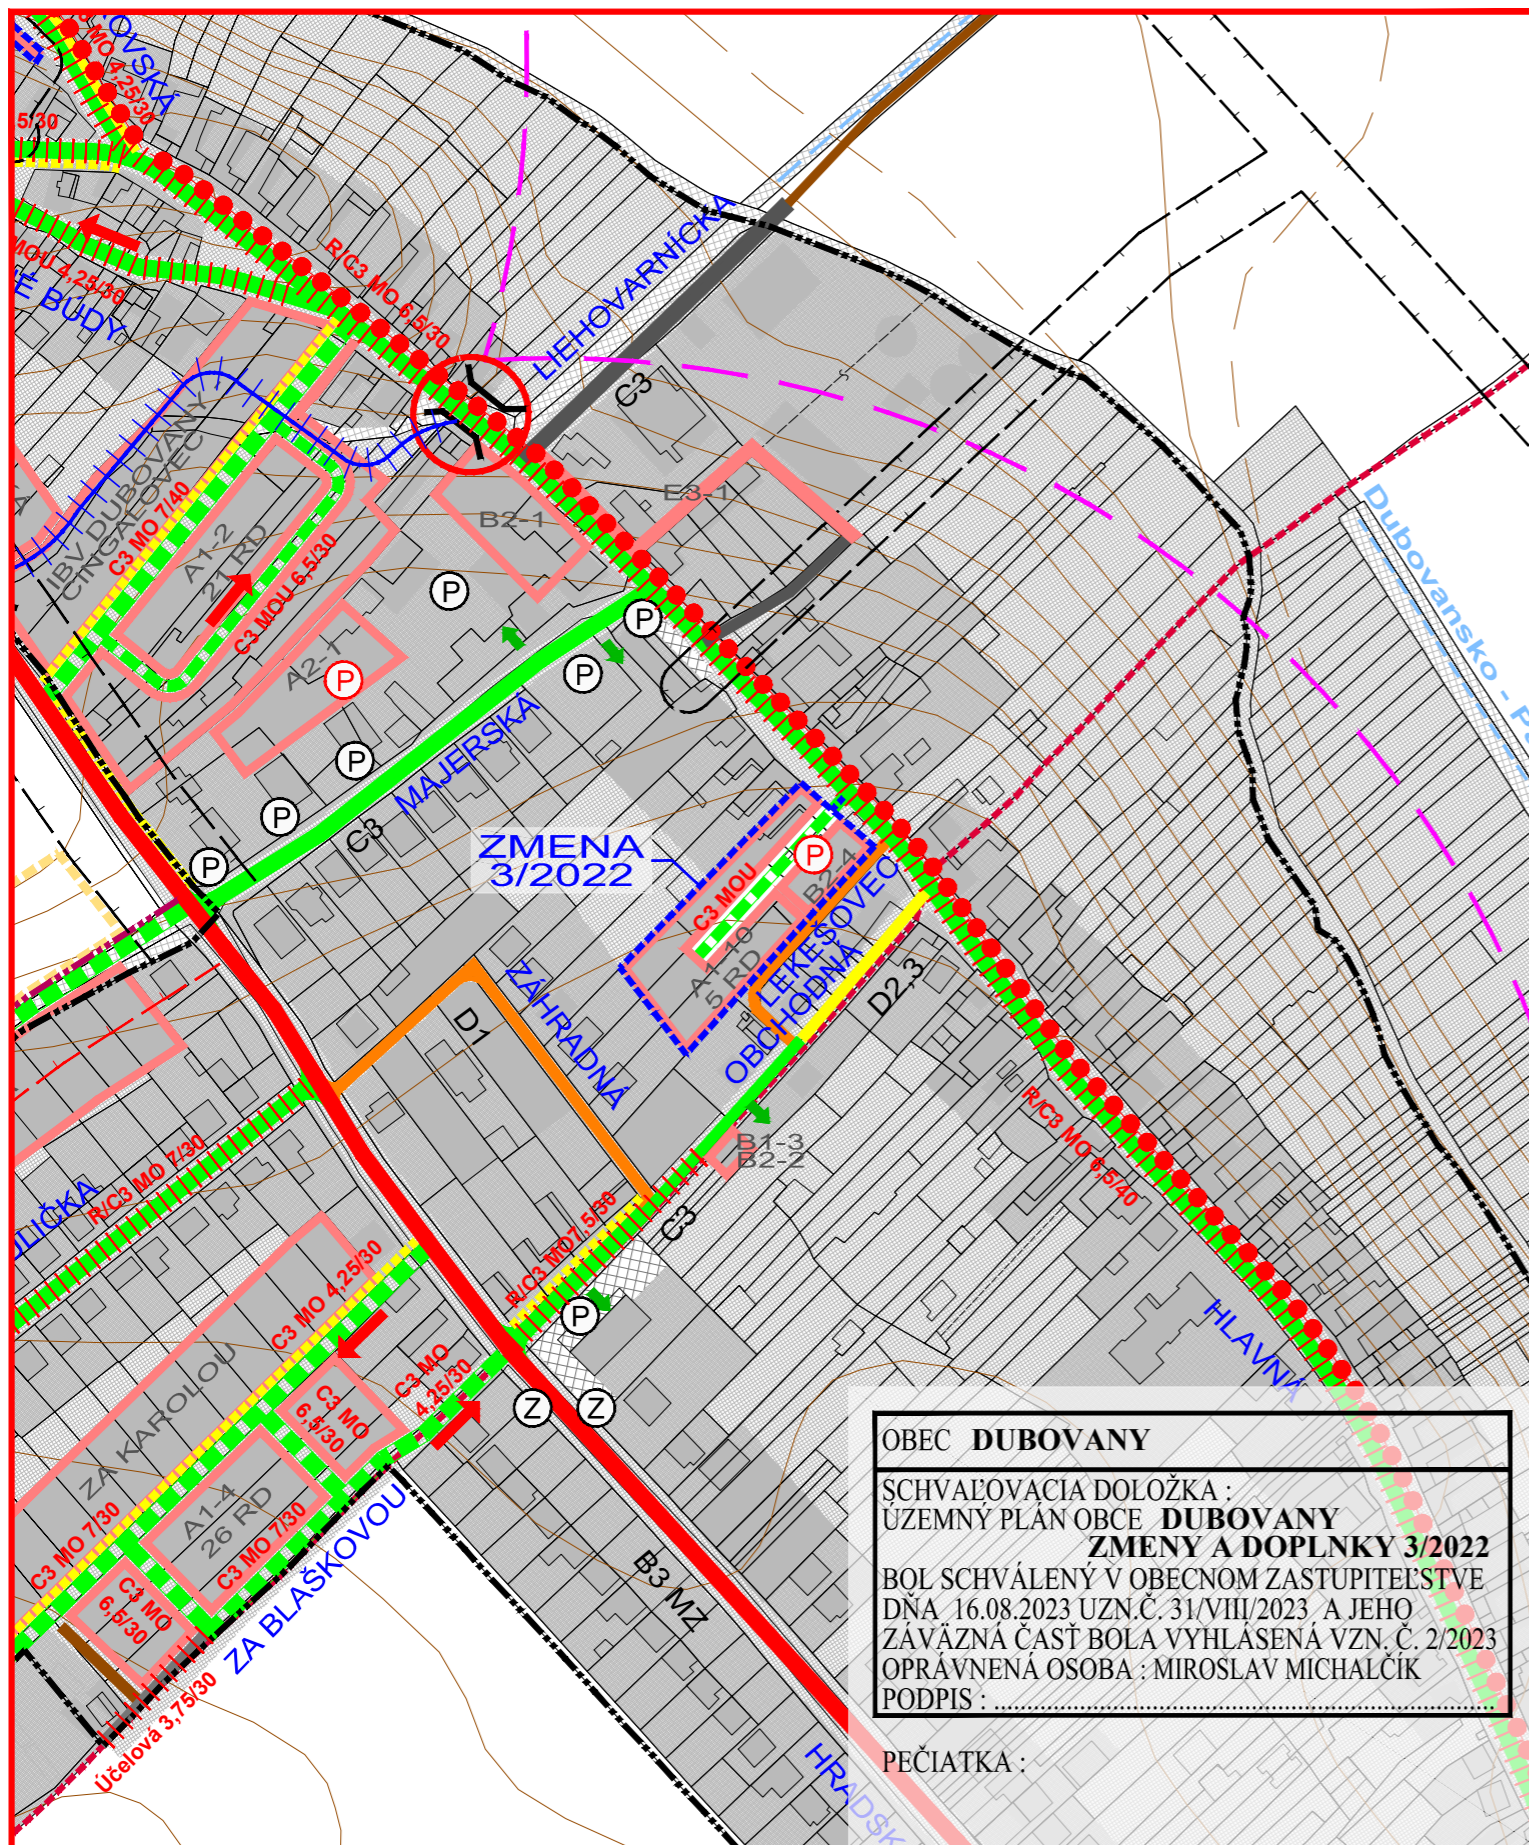 MO 4,25/30
5/30
R/C3 MO 6,5/30
MOU 4,25/30
É BÚDY
LIEHOVARNÍCKA
C3
IBV DUBOVANY
CINGALOVEC
C3 MO 7/40
A1-2
21 RD
C3 MOU 6,5/30
B2-1
E3-1
A2-1
P
P
P
P
P
P
P
MAJERSKÁ
C3
Dubovansko - P
ZMENA
3/2022
C3 MOU
P
B2-4
A1-10
5 RD
LEKEŠOVEC
OBCHODNÁ
D2,3
ZÁHRADNÁ
D1
B1-3
B2-2
R/C3 MO 6,5/40
R/C3 MO 7/30
ULIČKA
R/C3 MO7,5/30
C3
P
HLAVNÁ
C3 MO 4,25/30
ZA KAROLOU
C3 MO
6,5/30
C3 MO
4,25/30
Z
Z
A1-4
26 RD
C3 MO 7/30
C3 MO 7/30
C3 MO
6,5/30
ZA BLAŠKOVOU
Účelová 3,75/30
B3 MZ
HRADSK
OBEC DUBOVANY
SCHVAĽOVACIA DOLOŽKA :
ÚZEMNÝ PLÁN OBCE DUBOVANY
ZMENY A DOPLNKY 3/2022
BOL SCHVÁLENÝ V OBECNOM ZASTUPITEĽSTVE
DŇA 16.08.2023 UZN.Č. 31/VIII/2023 A JEHO
ZÁVÄZNÁ ČASŤ BOLA VYHLÁSENÁ VZN. Č. 2/2023
OPRÁVNENÁ OSOBA : MIROSLAV MICHALČÍK
PODPIS : ..........................................................................
PEČIATKA :